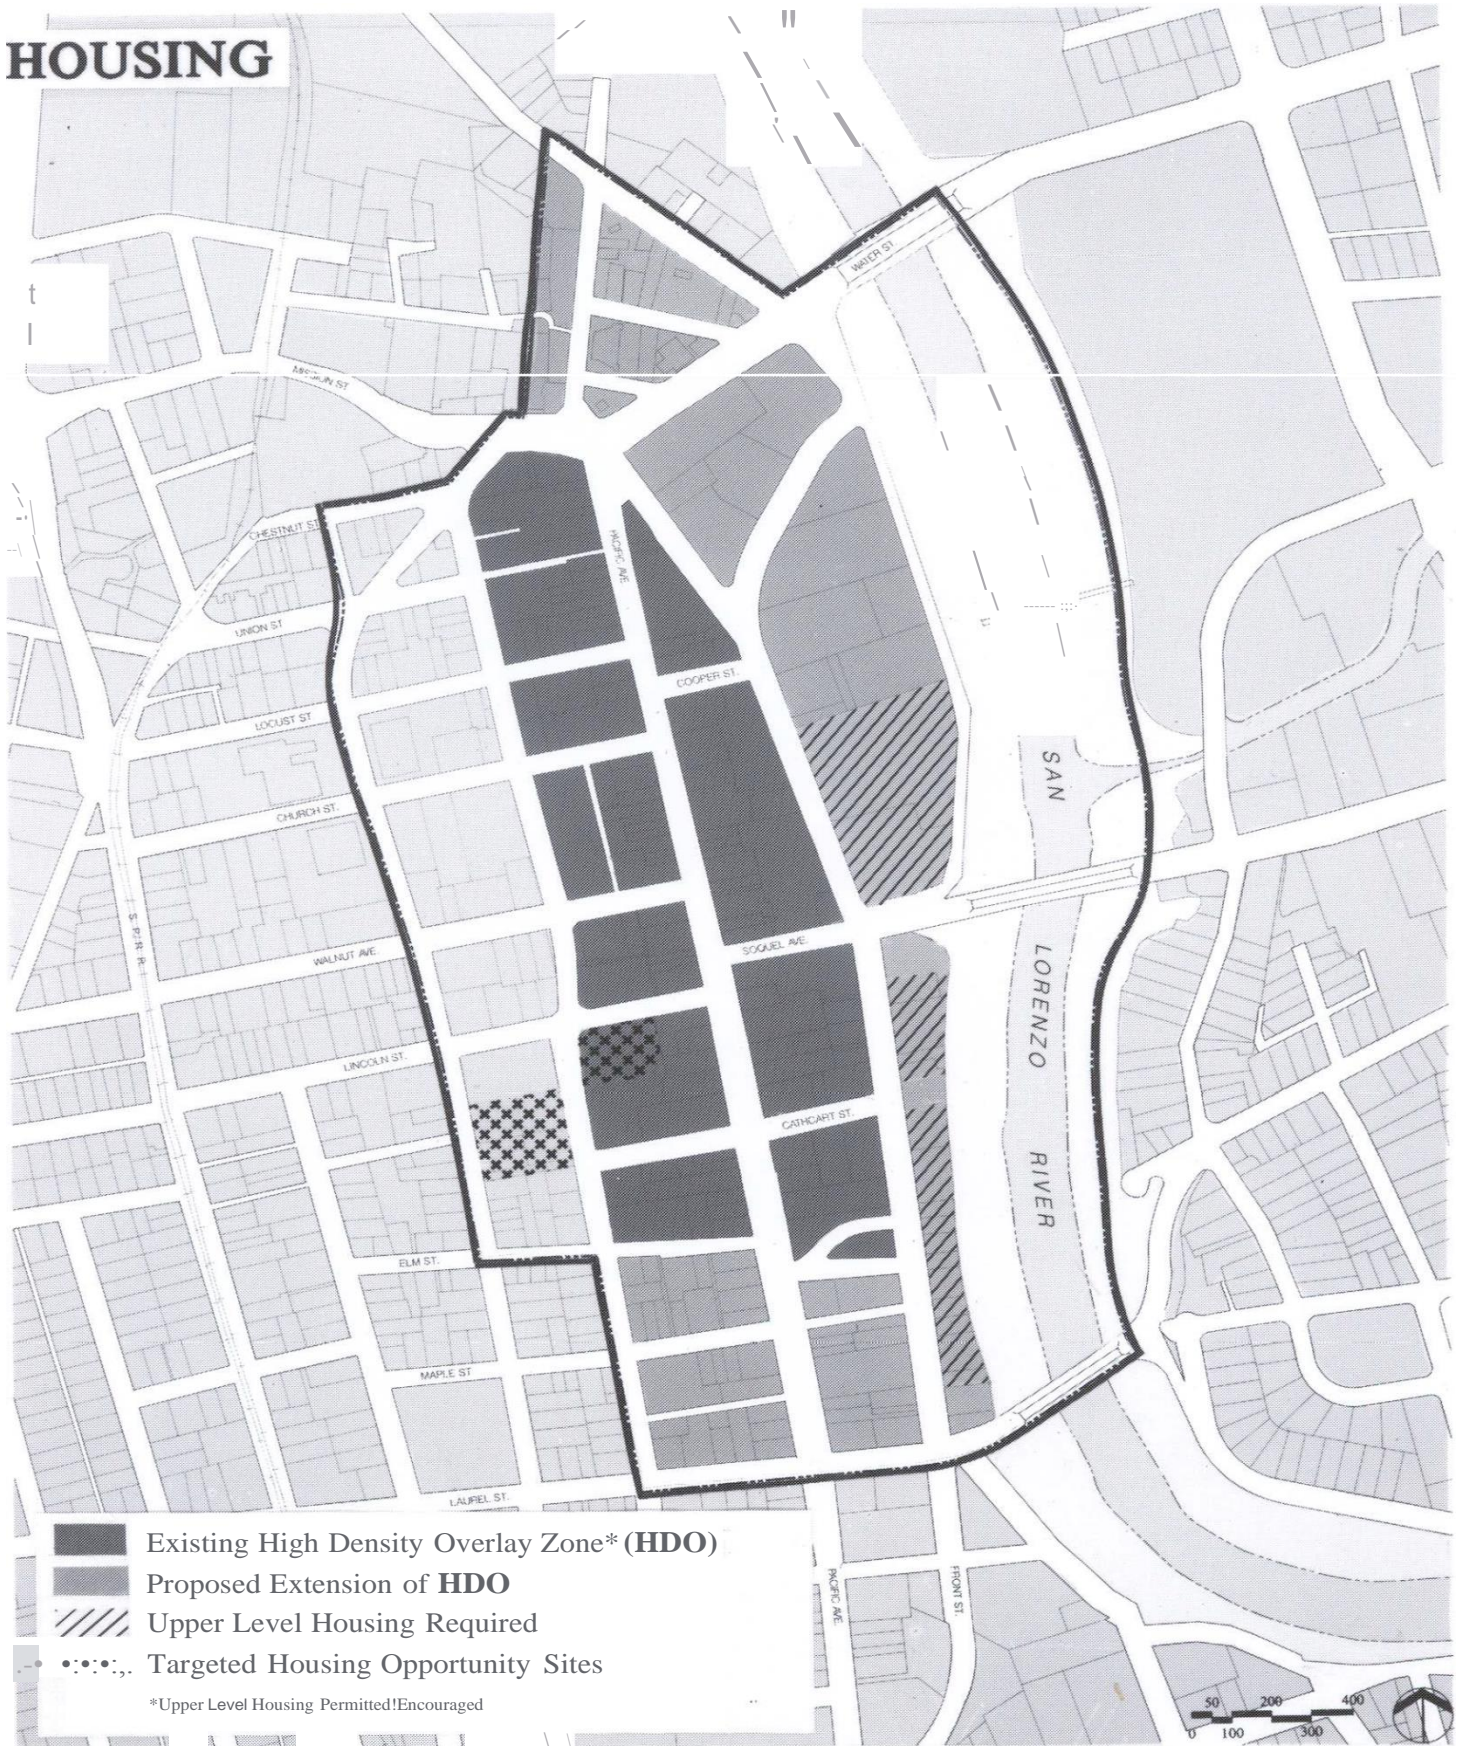 HOUSING
"
t
l
WATER ST.
MISSION ST
CHESTNUT ST.
PACIFIC AVE.
UNION ST
COOPER ST.
LOCUST ST
SAN
CHURCH ST.
S.P.R.R.
SOQUEL AVE.
WALNUT AVE.
LORENZO
LINCOLN ST.
CATHCART ST.
RIVER
ELM ST.
MAPLE ST
LAUREL ST.
Existing High Density Overlay Zone* (HDO)
Proposed Extension of HDO
Upper Level Housing Required
Targeted Housing Opportunity Sites
*Upper Level Housing Permitted!Encouraged
PACIFIC AVE.
FRONT ST.
50 200 400
0 100 300